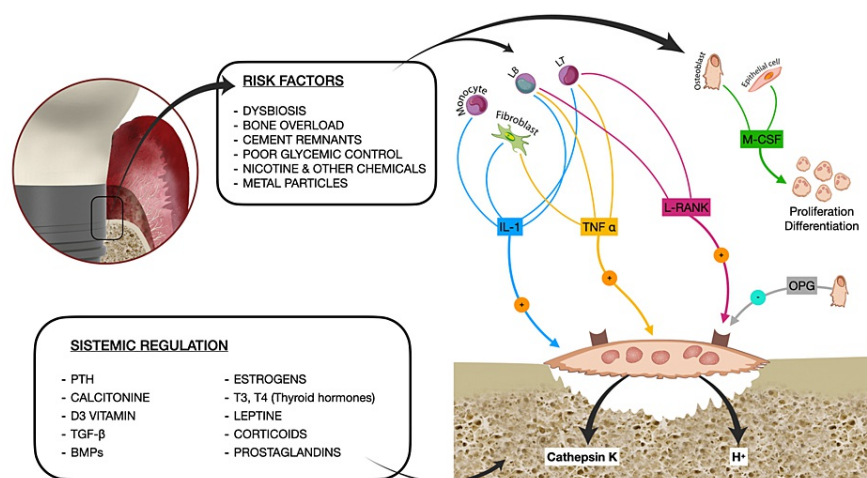 RISK FACTORS
- DYSBIOSIS
- BONE OVERLOAD
- CEMENT REMNANTS
- POOR GLYCEMIC CONTROL
- NICOTINE & OTHER CHEMICALS
- METAL PARTICLES
Monocyte
LB
LT
Fibroblast
Osteoblast
Epithelial cell
M-CSF
IL-1
TNF α
L-RANK
Proliferation
Differentiation
+
+
+
-
OPG
SISTEMIC REGULATION
- PTH
- CALCITONINE
- D3 VITAMIN
- TGF-β
- BMPs
- ESTROGENS
- T3, T4 (Thyroid hormones)
- LEPTINE
- CORTICOIDS
- PROSTAGLANDINS
Cathepsin K
H+